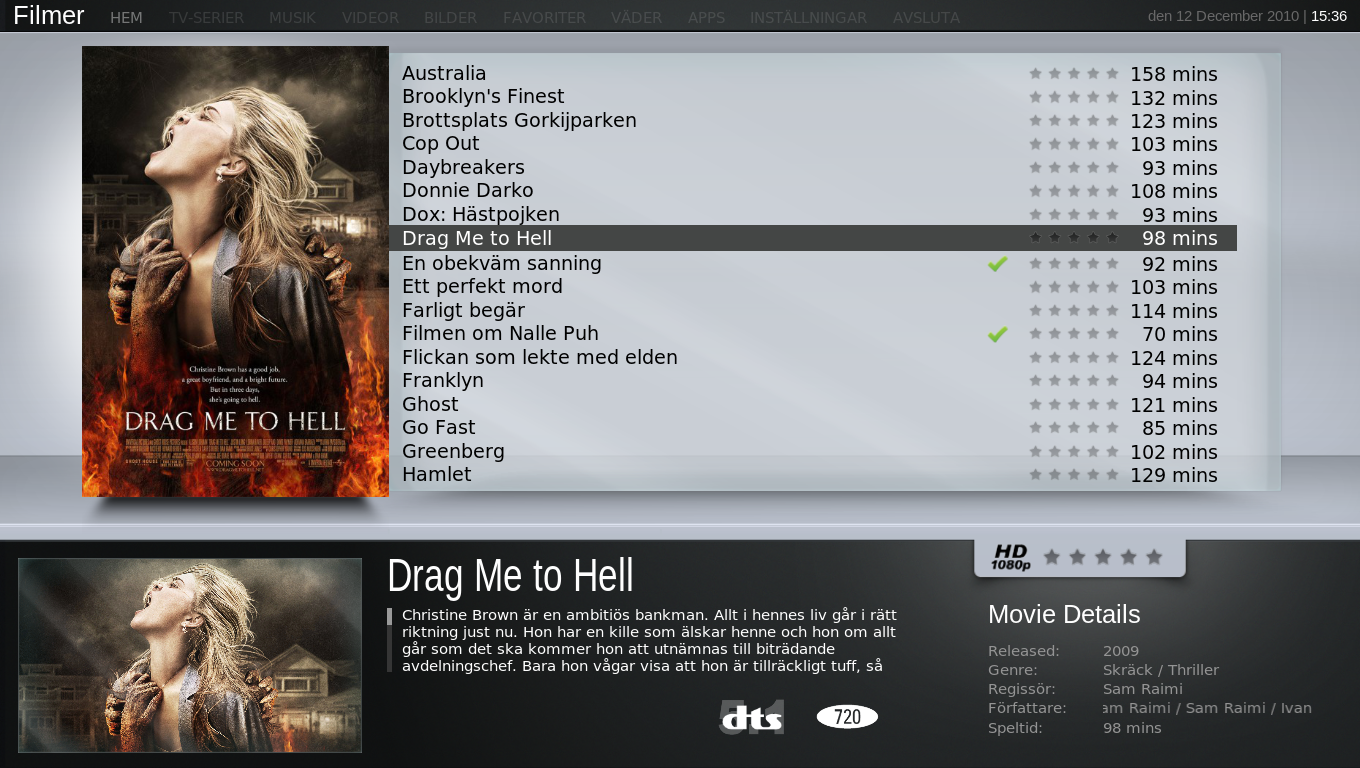 Filmer HEM TV-SERIER MUSIK VIDEOR BILDER FAVORITER VÄDER APPS INSTÄLLNINGAR AVSLUTA den 12 December 2010 | 15:36
Australia 158 mins
Brooklyn's Finest 132 mins
Brottsplats Gorkijparken 123 mins
Cop Out 103 mins
Daybreakers 93 mins
Donnie Darko 108 mins
Dox: Hästpojken 93 mins
Drag Me to Hell 98 mins
En obekväm sanning 92 mins
Ett perfekt mord 103 mins
Farligt begär 114 mins
Filmen om Nalle Puh 70 mins
Flickan som lekte med elden 124 mins
Franklyn 94 mins
Ghost 121 mins
Go Fast 85 mins
Greenberg 102 mins
Hamlet 129 mins
Christine Brown has a good job,
a great boyfriend, and a bright future.
But in three days,
she's going to hell.
DRAG ME TO HELL
COMING SOON
Drag Me to Hell
Christine Brown är en ambitiös bankman. Allt i hennes liv går i rätt
riktning just nu. Hon har en kille som älskar henne och hon om allt
går som det ska kommer hon att utnämnas till biträdande
avdelningschef. Bara hon vågar visa att hon är tillräckligt tuff, så
5.1 dts 720
HD
1080p
Movie Details
Released: 2009
Genre: Skräck / Thriller
Regissör: Sam Raimi
Författare: am Raimi / Sam Raimi / Ivan
Speltid: 98 mins